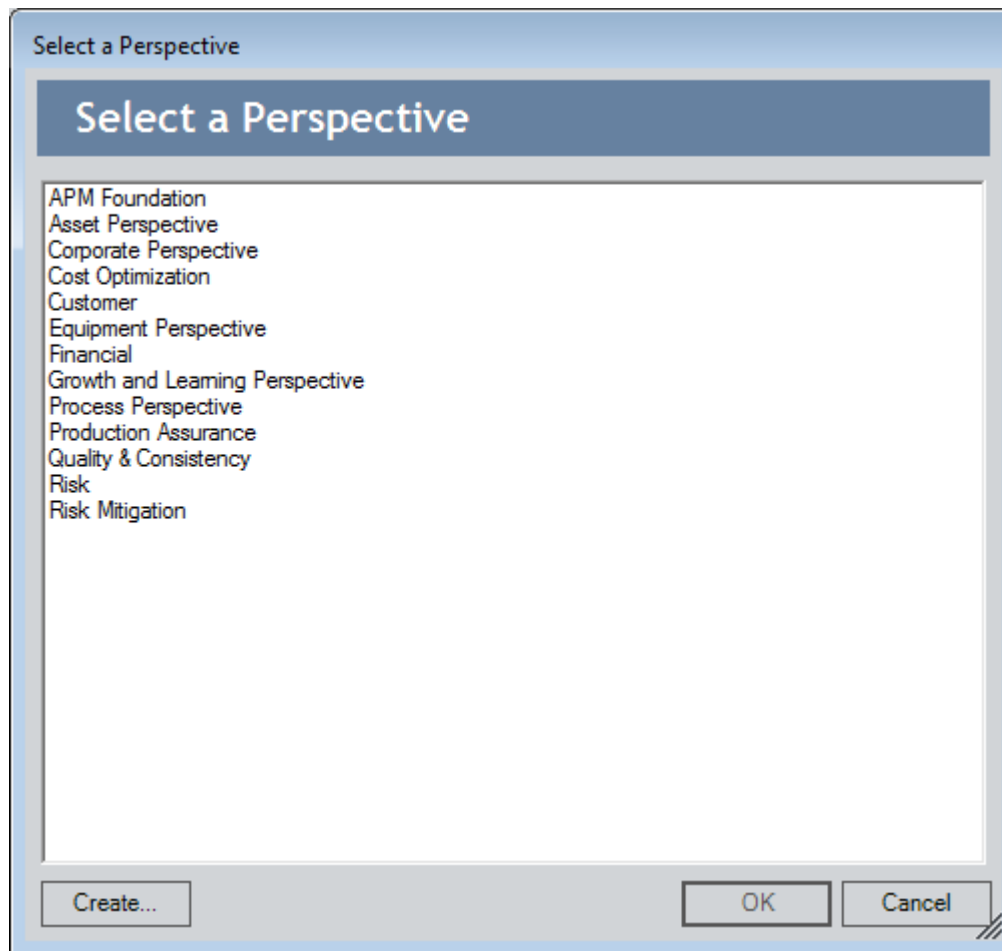 Select a Perspective
Select a Perspective
APM Foundation
Asset Perspective
Corporate Perspective
Cost Optimization
Customer
Equipment Perspective
Financial
Growth and Learning Perspective
Process Perspective
Production Assurance
Quality & Consistency
Risk
Risk Mitigation
Create... OK Cancel